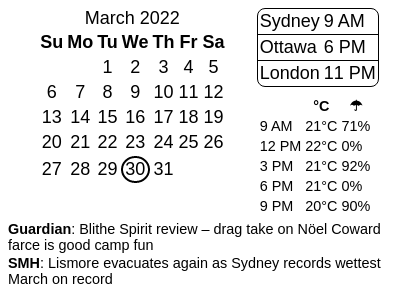 March 2022
Su Mo Tu We Th Fr Sa
1 2 3 4 5
6 7 8 9 10 11 12
13 14 15 16 17 18 19
20 21 22 23 24 25 26
27 28 29 30 31
Sydney 9 AM
Ottawa 6 PM
London 11 PM
°C ☂
9 AM 21°C 71%
12 PM 22°C 0%
3 PM 21°C 92%
6 PM 21°C 0%
9 PM 20°C 90%
Guardian: Blithe Spirit review – drag take on Nöel Coward
farce is good camp fun
SMH: Lismore evacuates again as Sydney records wettest
March on record